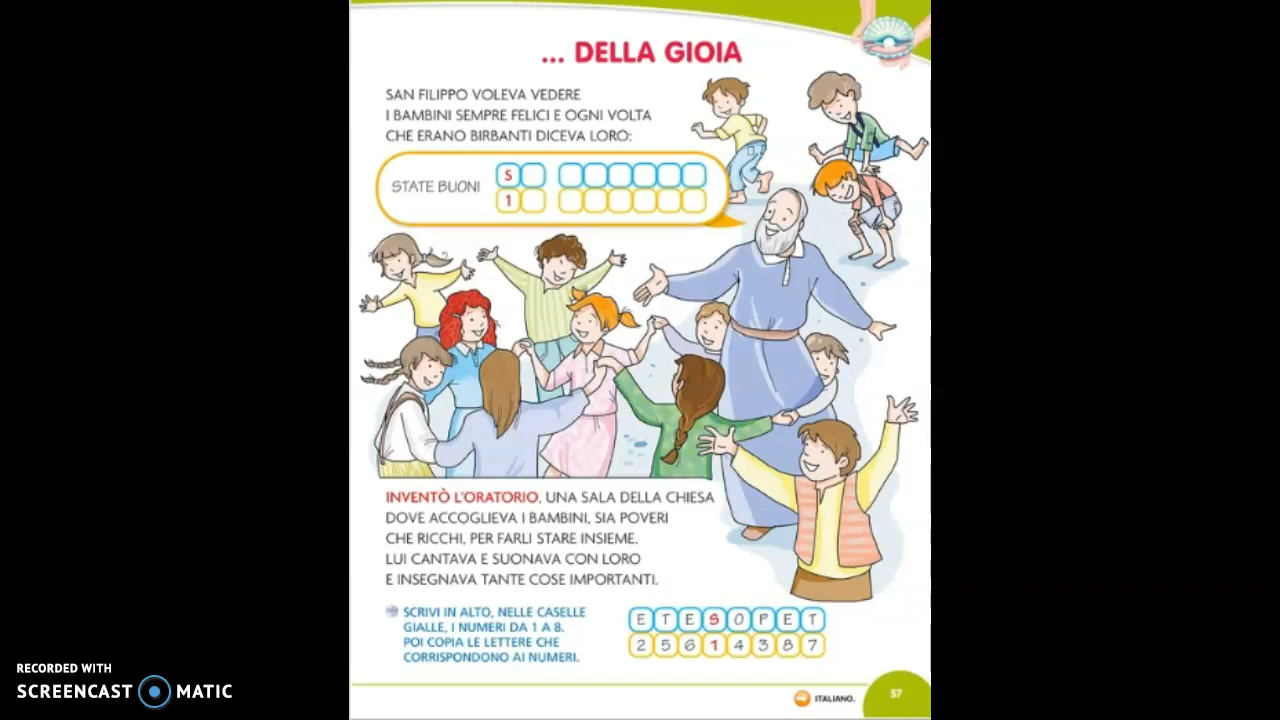 ... DELLA GIOIA
SAN FILIPPO VOLEVA VEDERE
I BAMBINI SEMPRE FELICI E OGNI VOLTA
CHE ERANO BIRBANTI DICEVA LORO:
STATE BUONI
S
1
INVENTÒ L'ORATORIO, UNA SALA DELLA CHIESA
DOVE ACCOGLIEVA I BAMBINI, SIA POVERI
CHE RICCHI, PER FARLI STARE INSIEME.
LUI CANTAVA E SUONAVA CON LORO
E INSEGNAVA TANTE COSE IMPORTANTI.
SCRIVI IN ALTO, NELLE CASELLE
GIALLE, I NUMERI DA 1 A 8.
POI COPIA LE LETTERE CHE
CORRISPONDONO AI NUMERI.
E T E S O P E T
2 5 6 1 4 3 8 7
ITALIANO.
57
RECORDED WITH
SCREENCAST MATIC